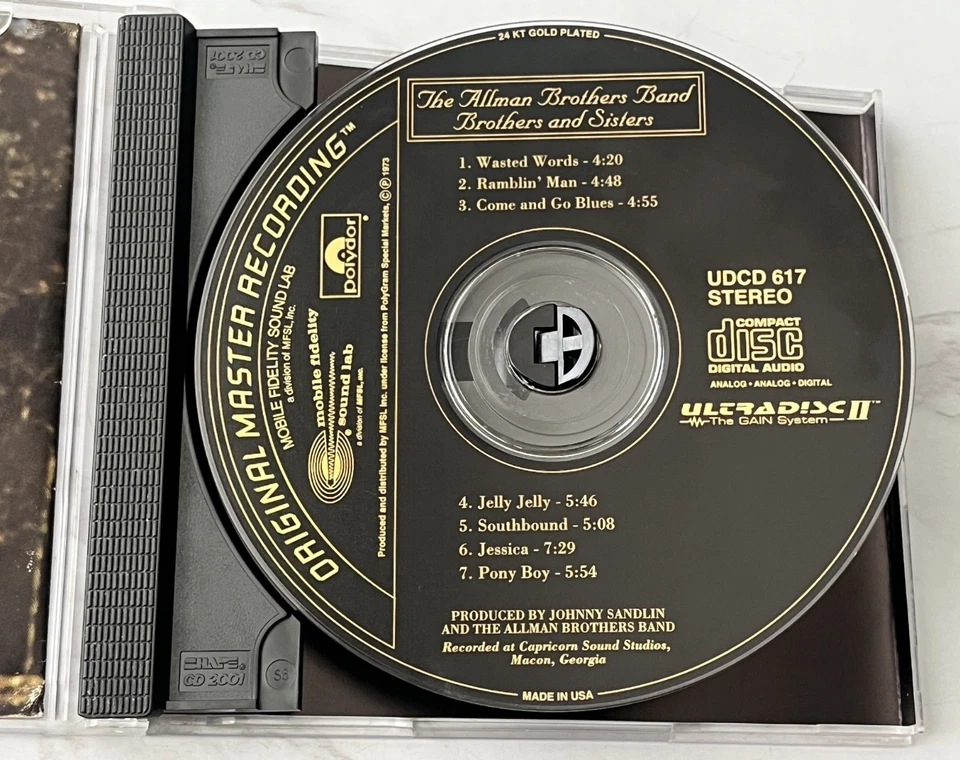 24 KT GOLD PLATED
The Allman Brothers Band
Brothers and Sisters
1. Wasted Words - 4:20
2. Ramblin' Man - 4:48
3. Come and Go Blues - 4:55
ORIGINAL MASTER RECORDING™
MOBILE FIDELITY SOUND LAB
a division of MFSL, Inc.
mobile fidelity
sound lab
a division of MFSL, Inc.
polydor
Produced and distributed by MFSL Inc. under license from PolyGram Special Markets, © ℗ 1973
UDCD 617
STEREO
COMPACT
disc
DIGITAL AUDIO
ANALOG • ANALOG • DIGITAL
ULTRADISC II™
The GAIN System
4. Jelly Jelly - 5:46
5. Southbound - 5:08
6. Jessica - 7:29
7. Pony Boy - 5:54
PRODUCED BY JOHNNY SANDLIN
AND THE ALLMAN BROTHERS BAND
Recorded at Capricorn Sound Studios,
Macon, Georgia
MADE IN USA
SHAPE
CD 2001
SHAPE
CD 2001